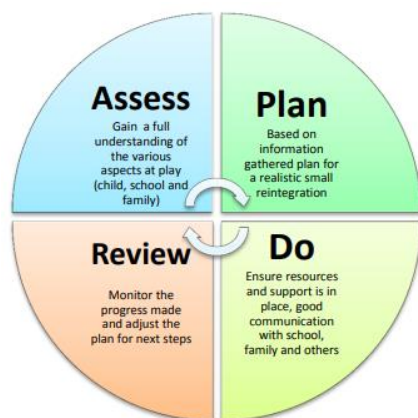 Assess
Gain a full
understanding of
the various
aspects at play
(child, school and
family)
Plan
Based on
information
gathered plan for
a realistic small
reintegration
Do
Ensure resources
and support is in
place, good
communication
with school,
family and others
Review
Monitor the
progress made
and adjust the
plan for next steps